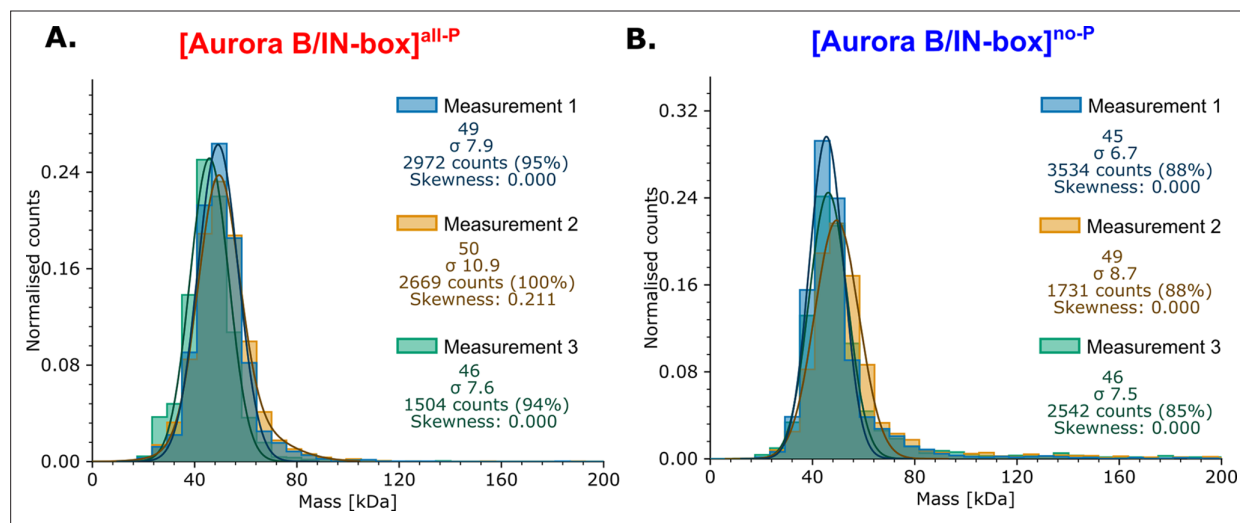 A.
[Aurora B/IN-box]all-P
Normalised counts
0.24
0.16
0.08
0.00
0
40
80
120
160
200
Mass [kDa]
Measurement 1
49
σ 7.9
2972 counts (95%)
Skewness: 0.000
Measurement 2
50
σ 10.9
2669 counts (100%)
Skewness: 0.211
Measurement 3
46
σ 7.6
1504 counts (94%)
Skewness: 0.000
B.
[Aurora B/IN-box]no-P
Normalised counts
0.32
0.24
0.16
0.08
0.00
0
40
80
120
160
200
Mass [kDa]
Measurement 1
45
σ 6.7
3534 counts (88%)
Skewness: 0.000
Measurement 2
49
σ 8.7
1731 counts (88%)
Skewness: 0.000
Measurement 3
46
σ 7.5
2542 counts (85%)
Skewness: 0.000